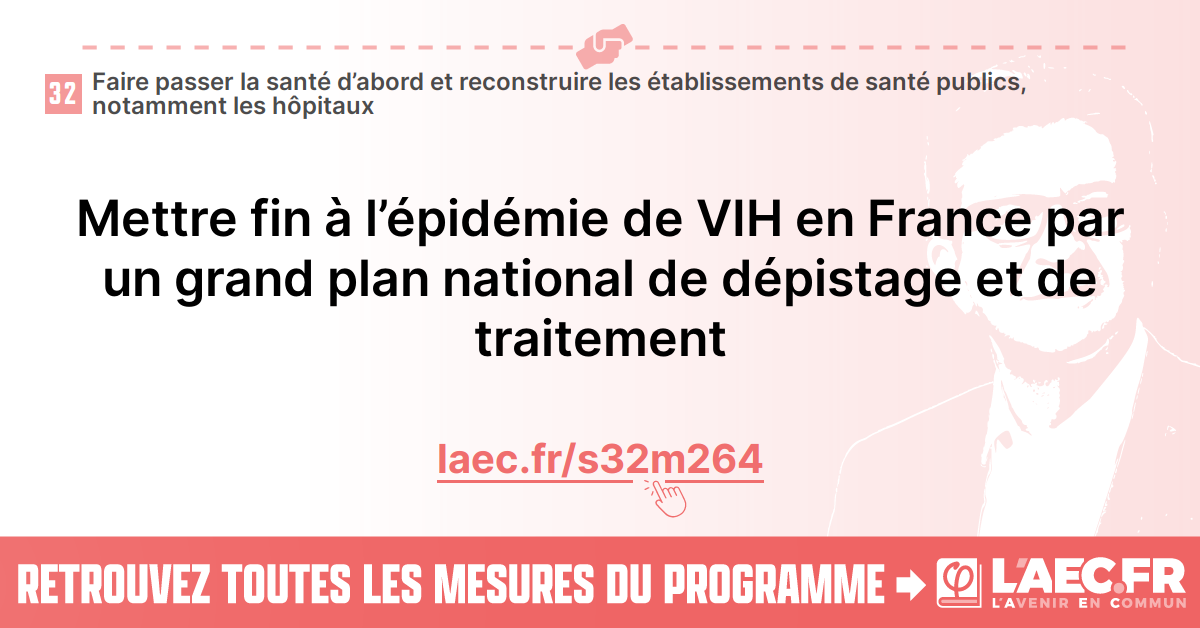 32
Faire passer la santé d’abord et reconstruire les établissements de santé publics,
notamment les hôpitaux
Mettre fin à l’épidémie de VIH en France par
un grand plan national de dépistage et de
traitement
laec.fr/s32m264
RETROUVEZ TOUTES LES MESURES DU PROGRAMME
φ
L'AEC.FR
L'AVENIR EN COMMUN